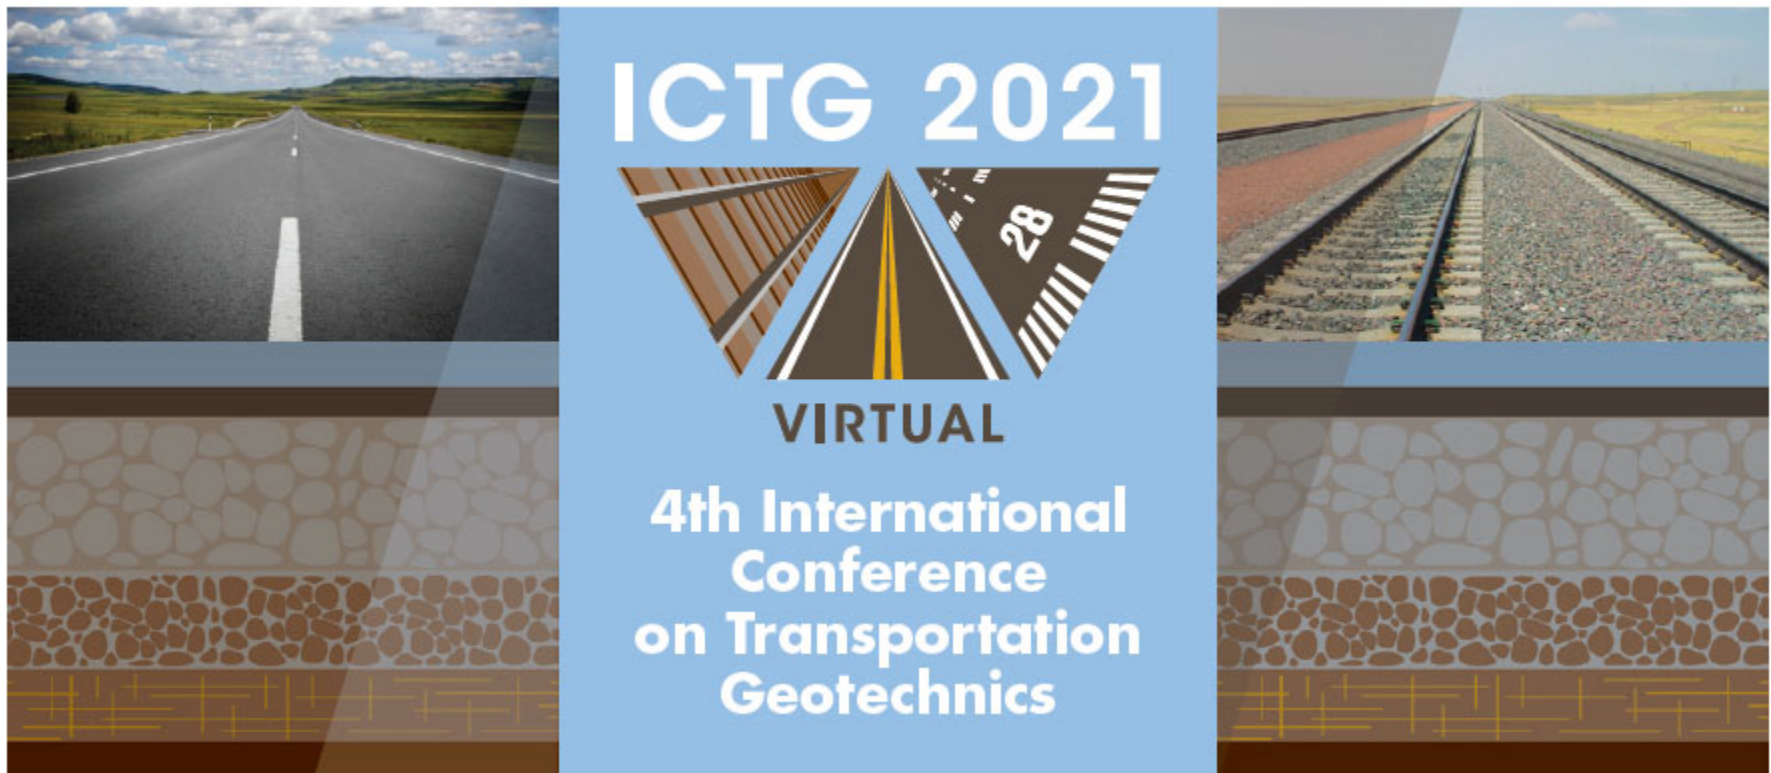 ICTG 2021
28
VIRTUAL
4th International
Conference
on Transportation
Geotechnics